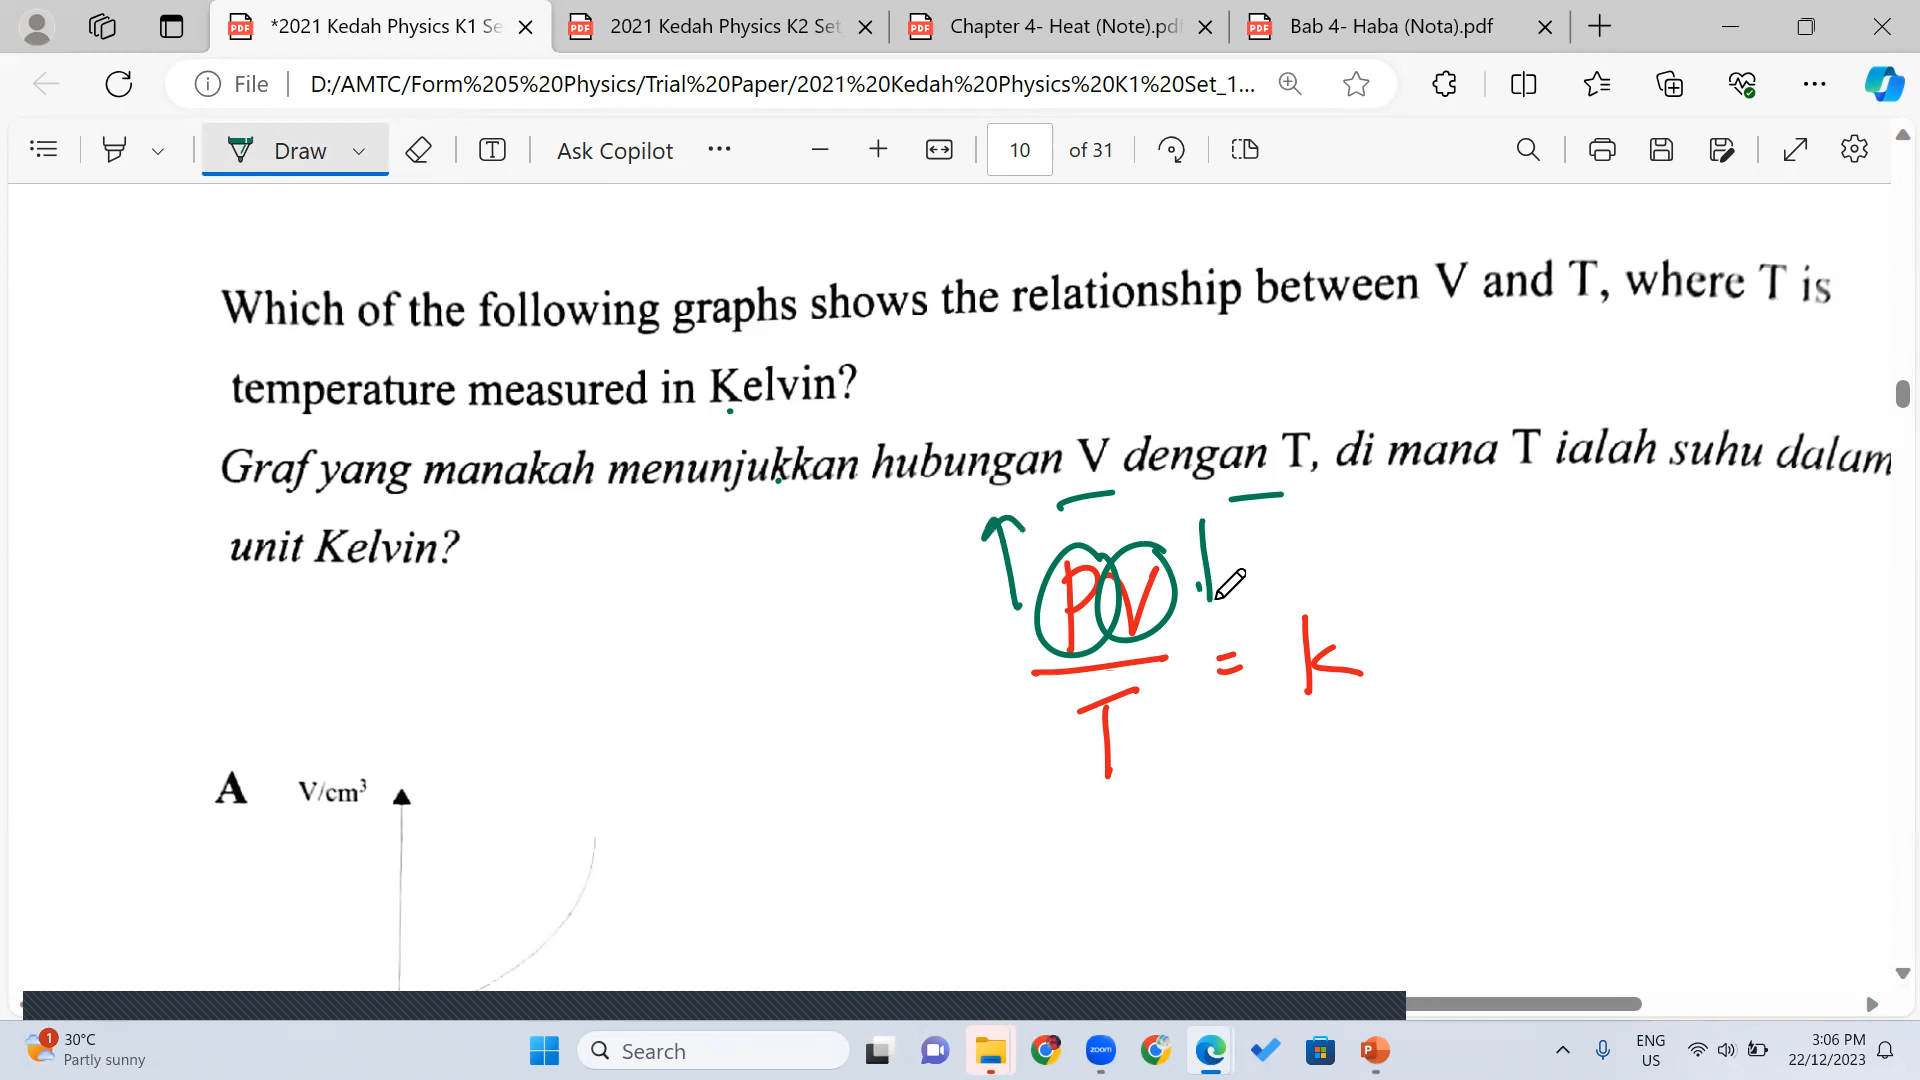 *2021 Kedah Physics K1 Se
2021 Kedah Physics K2 Set
Chapter 4- Heat (Note).pdf
Bab 4- Haba (Nota).pdf
File
D:/AMTC/Form%205%20Physics/Trial%20Paper/2021%20Kedah%20Physics%20K1%20Set_1...
Draw
Ask Copilot
10 of 31
Which of the following graphs shows the relationship between V and T, where T is
temperature measured in Kelvin?
Graf yang manakah menunjukkan hubungan V dengan T, di mana T ialah suhu dalam
unit Kelvin?
PV
= k
T
A V/cm³
1
30°C
Partly sunny
Search
zoom
ENG
US
3:06 PM
22/12/2023